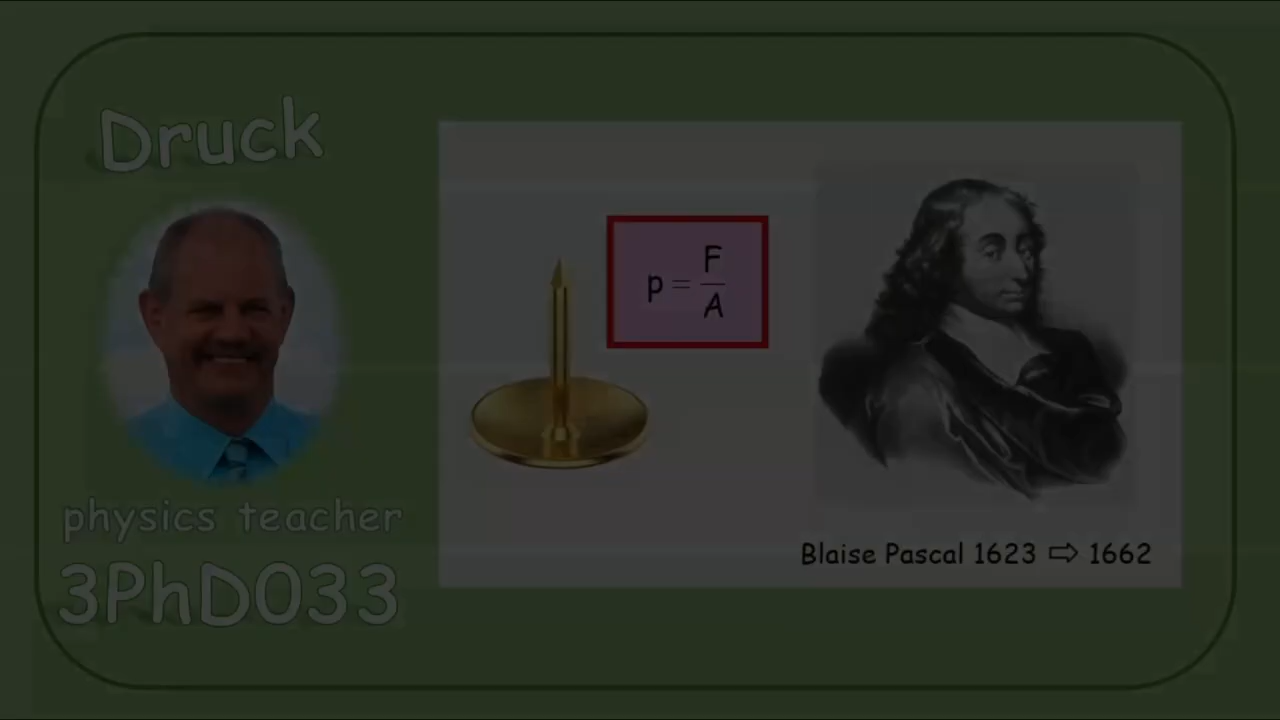 Druck
physics teacher
3PhD033
p = F/A
Blaise Pascal 1623 ⇨ 1662